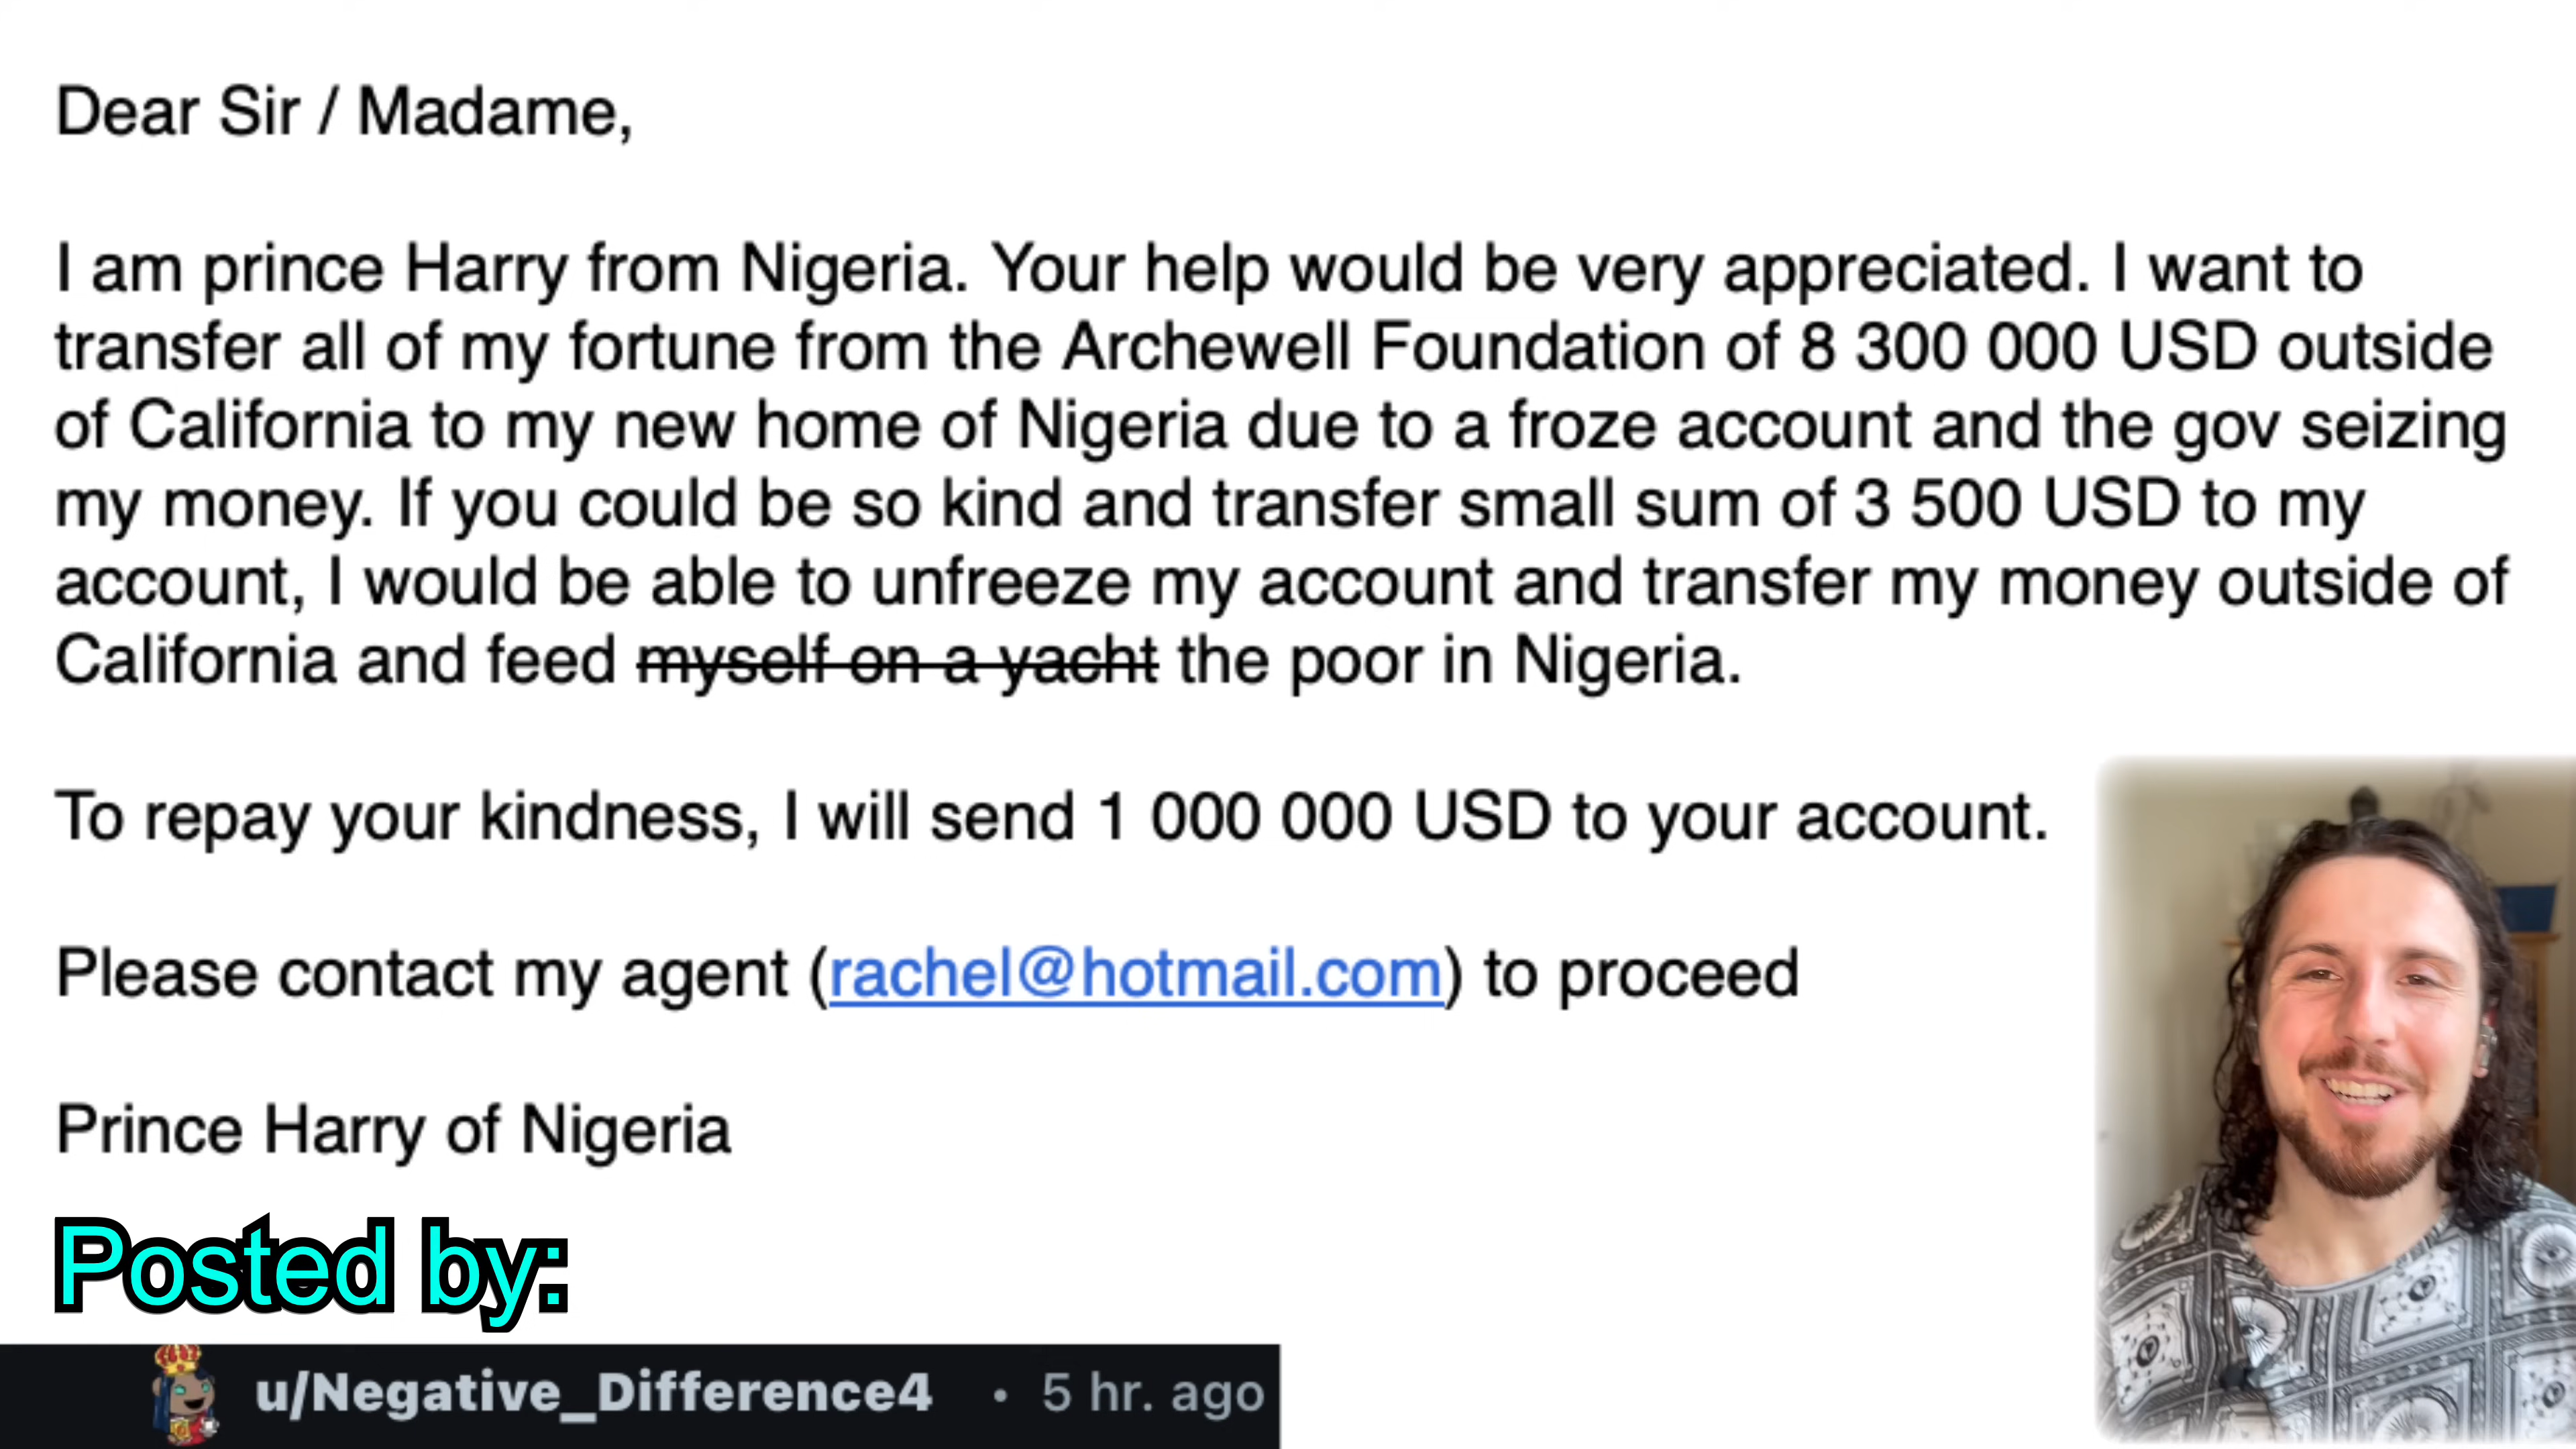 Dear Sir / Madame,
I am prince Harry from Nigeria. Your help would be very appreciated. I want to
transfer all of my fortune from the Archewell Foundation of 8 300 000 USD outside
of California to my new home of Nigeria due to a froze account and the gov seizing
my money. If you could be so kind and transfer small sum of 3 500 USD to my
account, I would be able to unfreeze my account and transfer my money outside of
California and feed myself on a yacht the poor in Nigeria.
To repay your kindness, I will send 1 000 000 USD to your account.
Please contact my agent (rachel@hotmail.com) to proceed
Prince Harry of Nigeria
Posted by:
u/Negative_Difference4 • 5 hr. ago